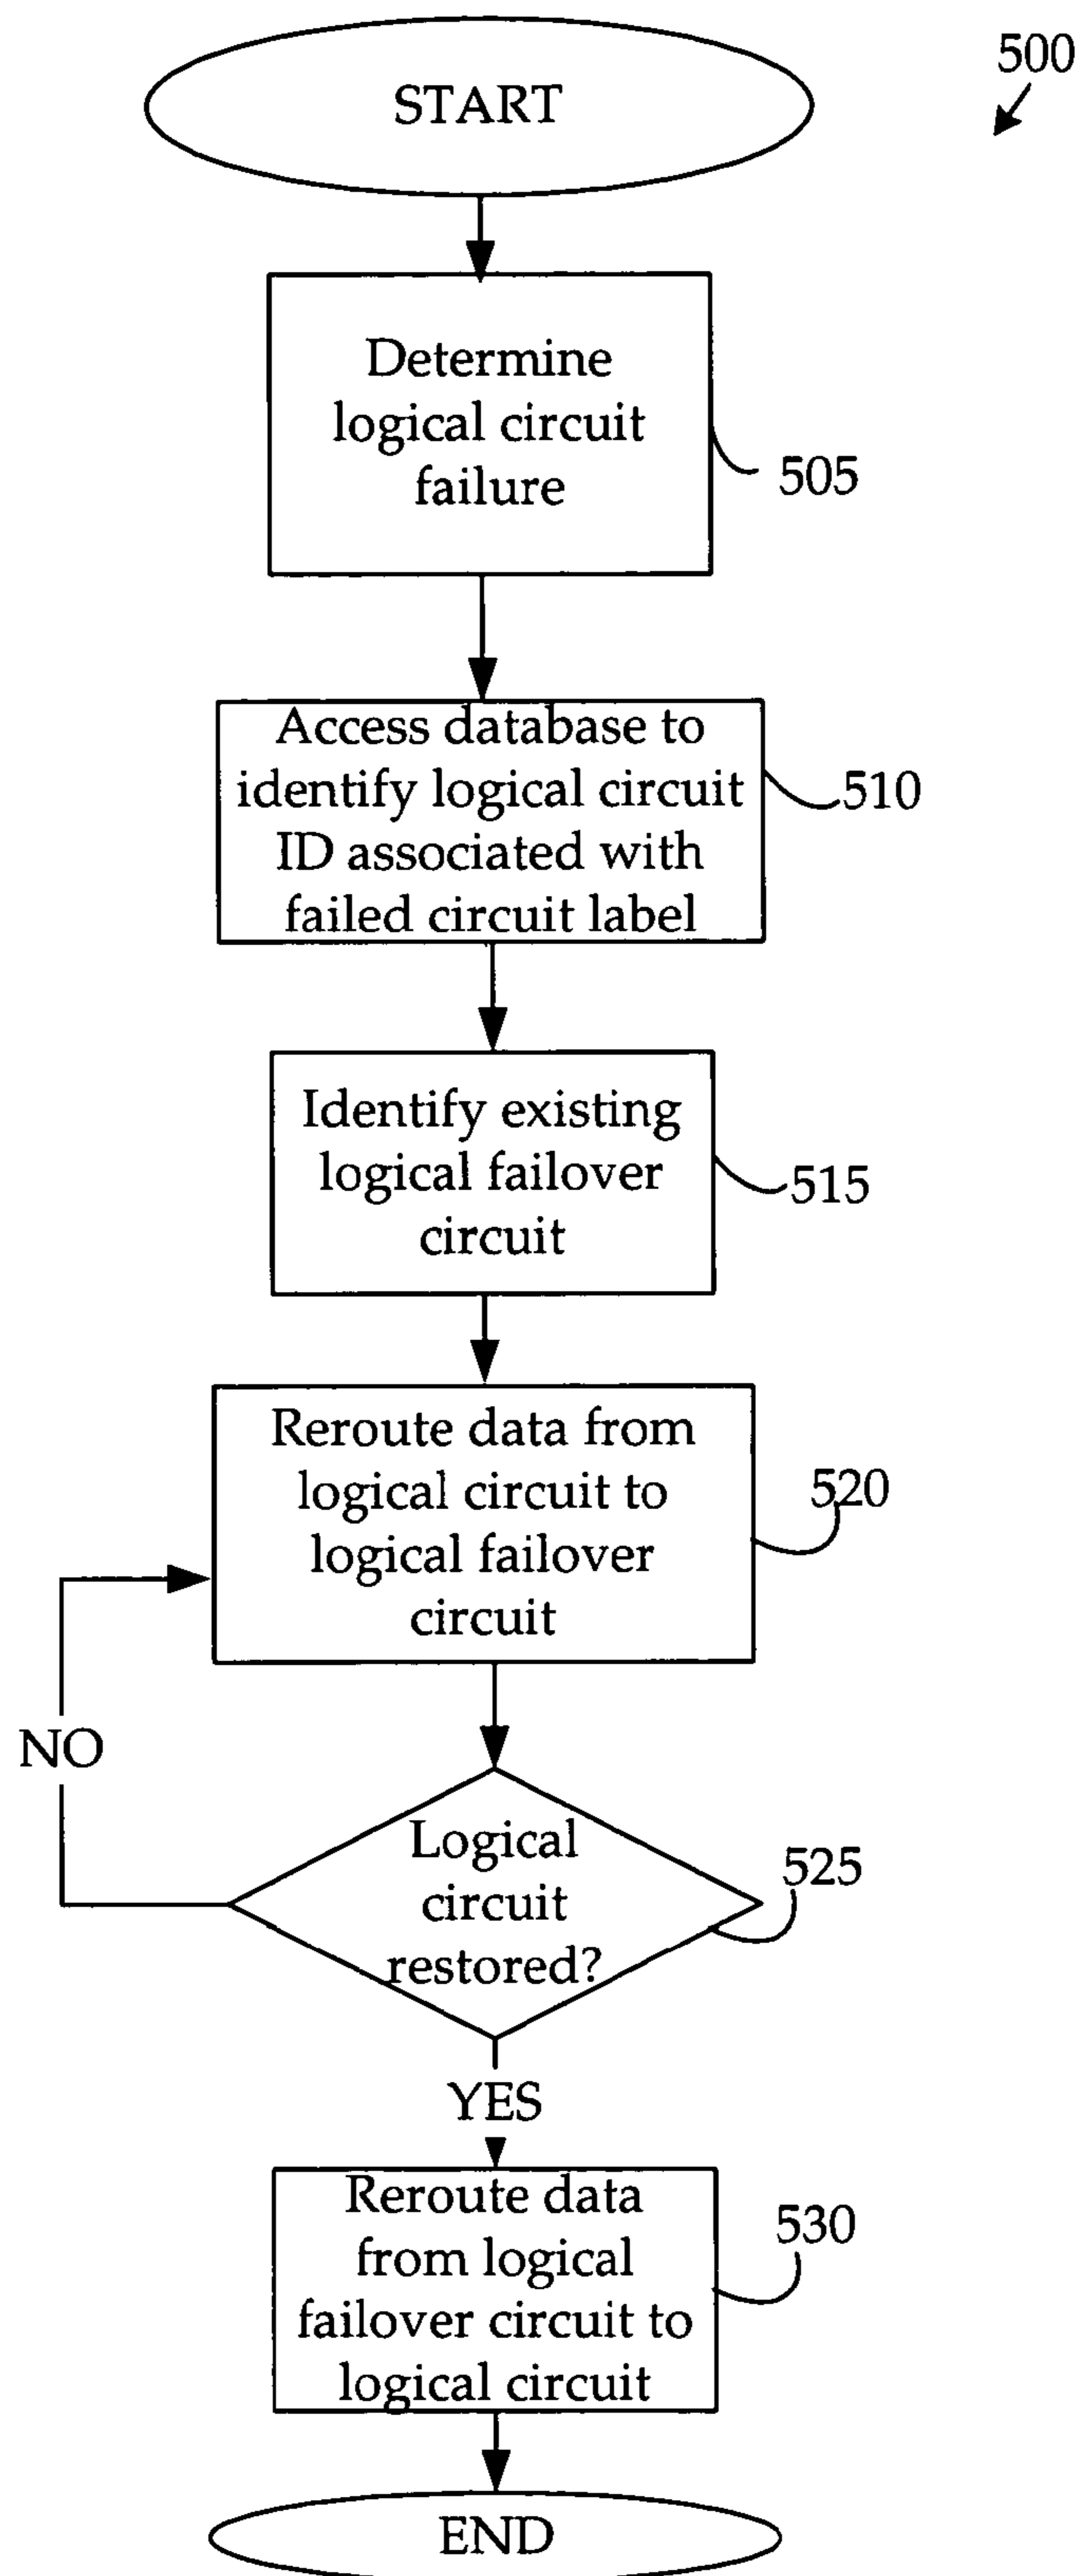 START
500
Determine
logical circuit
failure
505
Access database to
identify logical circuit
ID associated with
failed circuit label
510
Identify existing
logical failover
circuit
515
Reroute data from
logical circuit to
logical failover
circuit
520
NO
Logical
circuit
restored?
525
YES
Reroute data
from logical
failover circuit to
logical circuit
530
END